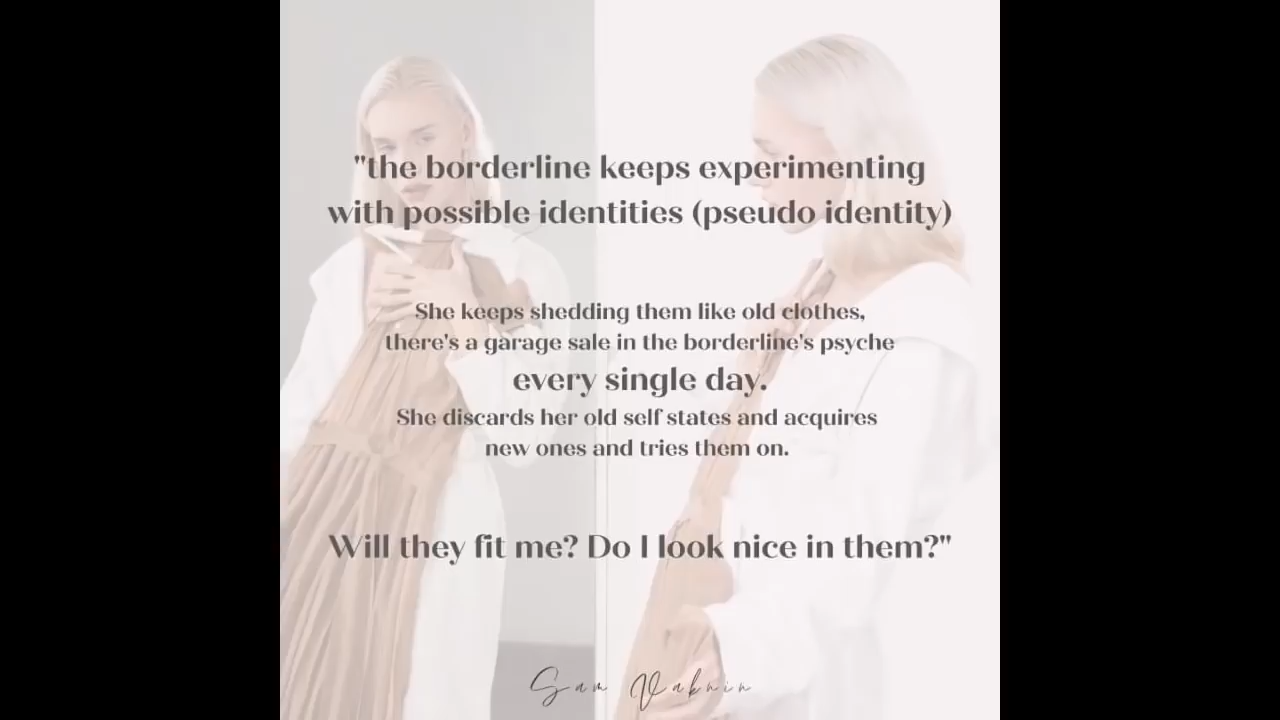 "the borderline keeps experimenting
with possible identities (pseudo identity)
She keeps shedding them like old clothes,
there's a garage sale in the borderline's psyche
every single day.
She discards her old self states and acquires
new ones and tries them on.
Will they fit me? Do I look nice in them?"
Sam Vaknin